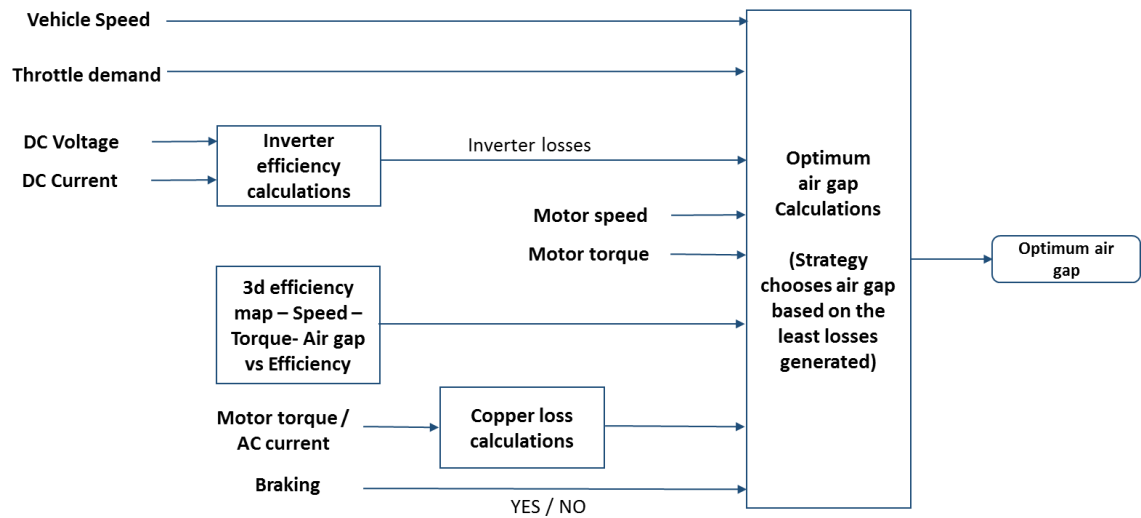 Vehicle Speed
Throttle demand
DC Voltage
DC Current
Inverter
efficiency
calculations
Inverter losses
Motor speed
Motor torque
3d efficiency
map – Speed –
Torque- Air gap
vs Efficiency
Motor torque /
AC current
Copper loss
calculations
Braking
YES / NO
Optimum
air gap
Calculations
(Strategy
chooses air gap
based on the
least losses
generated)
Optimum air
gap